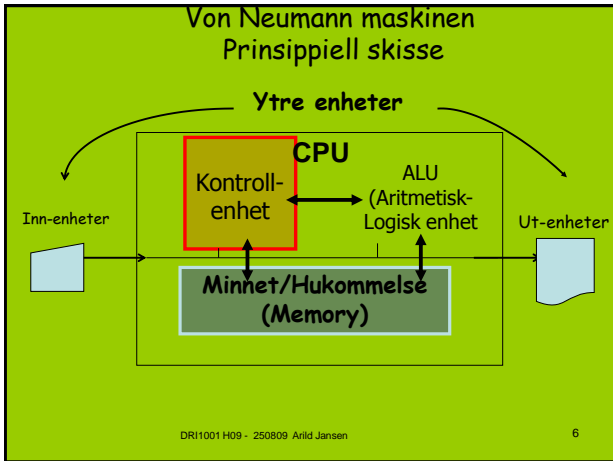 Von Neumann maskinen
Prinsippiell skisse
Ytre enheter
CPU
Kontroll-
enhet
ALU
(Aritmetisk-
Logisk enhet
Inn-enheter
Ut-enheter
Minnet/Hukommelse
(Memory)
DRI1001 H09 - 250809 Arild Jansen
6